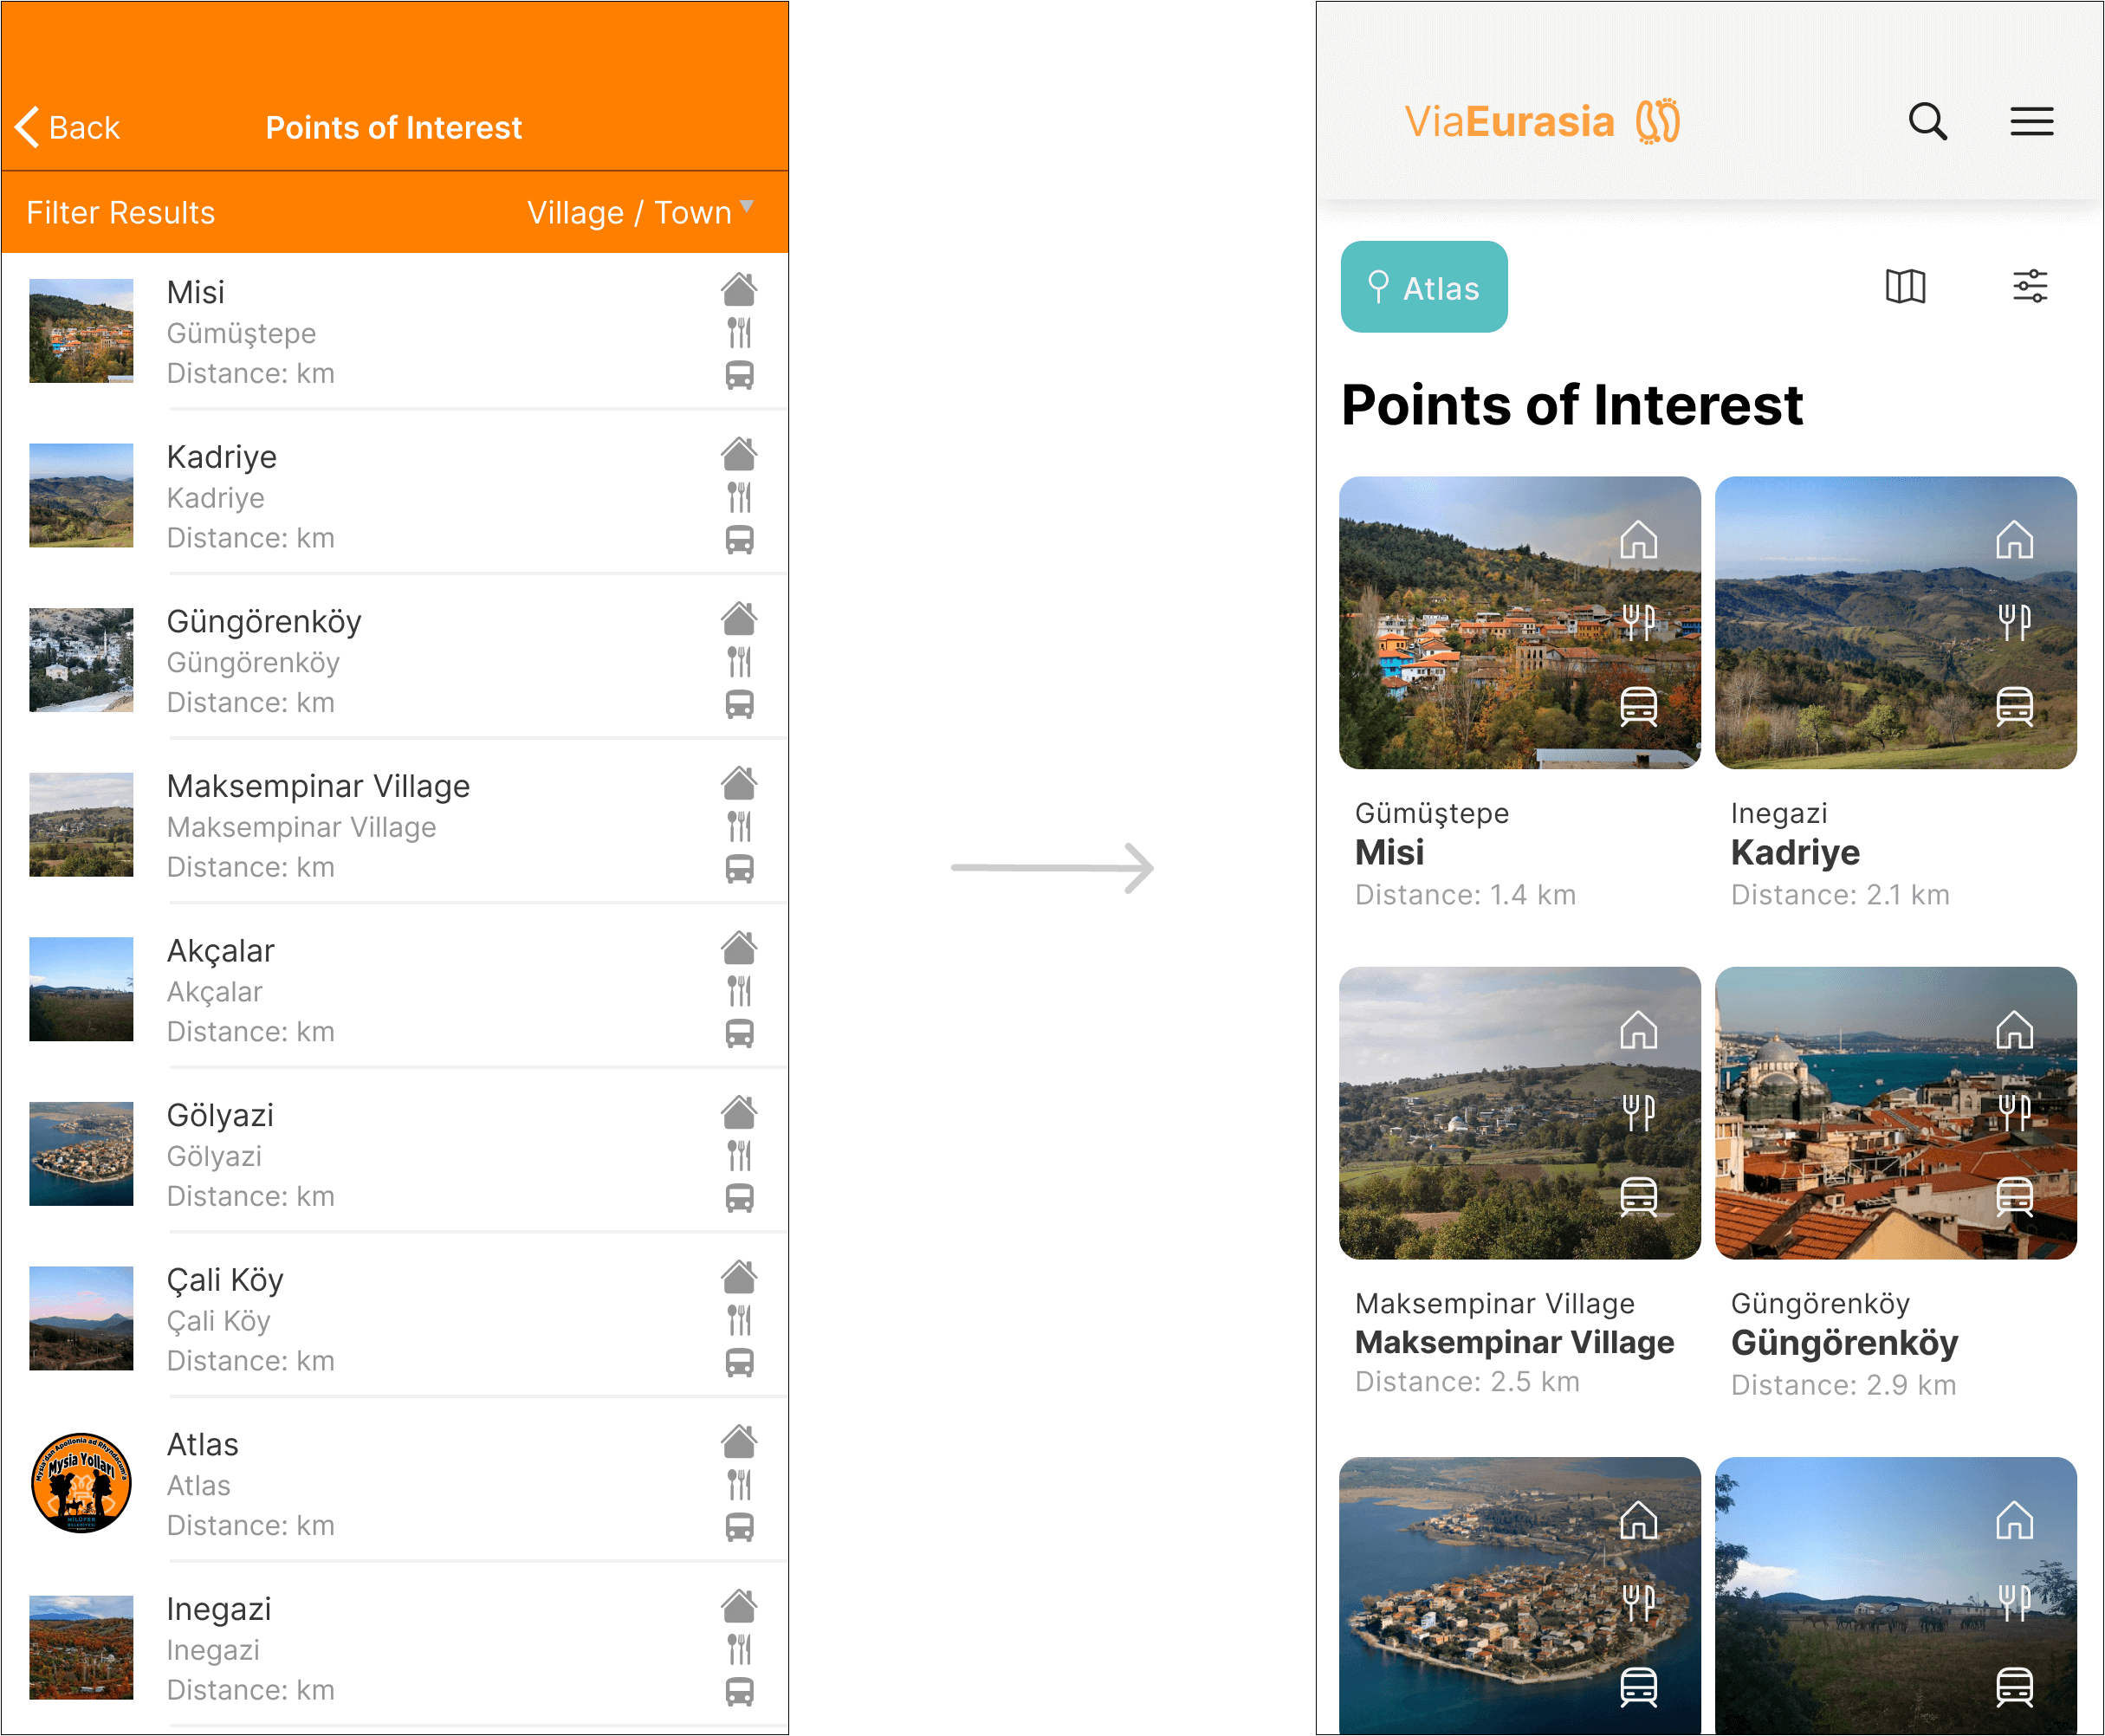 Back
Points of Interest
Filter Results
Village / Town
Misi
Gümüştepe
Distance: km
Kadriye
Kadriye
Distance: km
Güngörenköy
Güngörenköy
Distance: km
Maksempinar Village
Maksempinar Village
Distance: km
Akçalar
Akçalar
Distance: km
Gölyazi
Gölyazi
Distance: km
Çali Köy
Çali Köy
Distance: km
Mysia Yolları
NİLÜFER
Atlas
Atlas
Distance: km
Inegazi
Inegazi
Distance: km
ViaEurasia
Atlas
Points of Interest
Gümüştepe
Misi
Distance: 1.4 km
Inegazi
Kadriye
Distance: 2.1 km
Maksempinar Village
Maksempinar Village
Distance: 2.5 km
Güngörenköy
Güngörenköy
Distance: 2.9 km